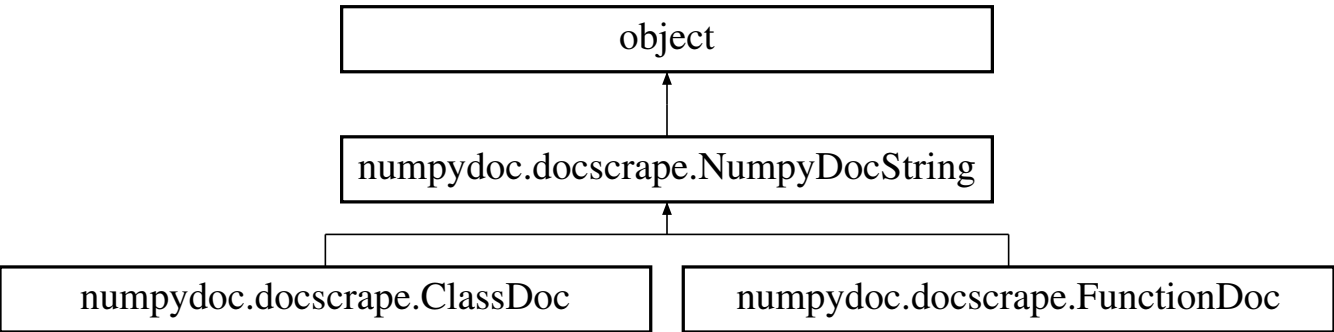 object
numpydoc.docscrape.NumpyDocString
numpydoc.docscrape.ClassDoc
numpydoc.docscrape.FunctionDoc